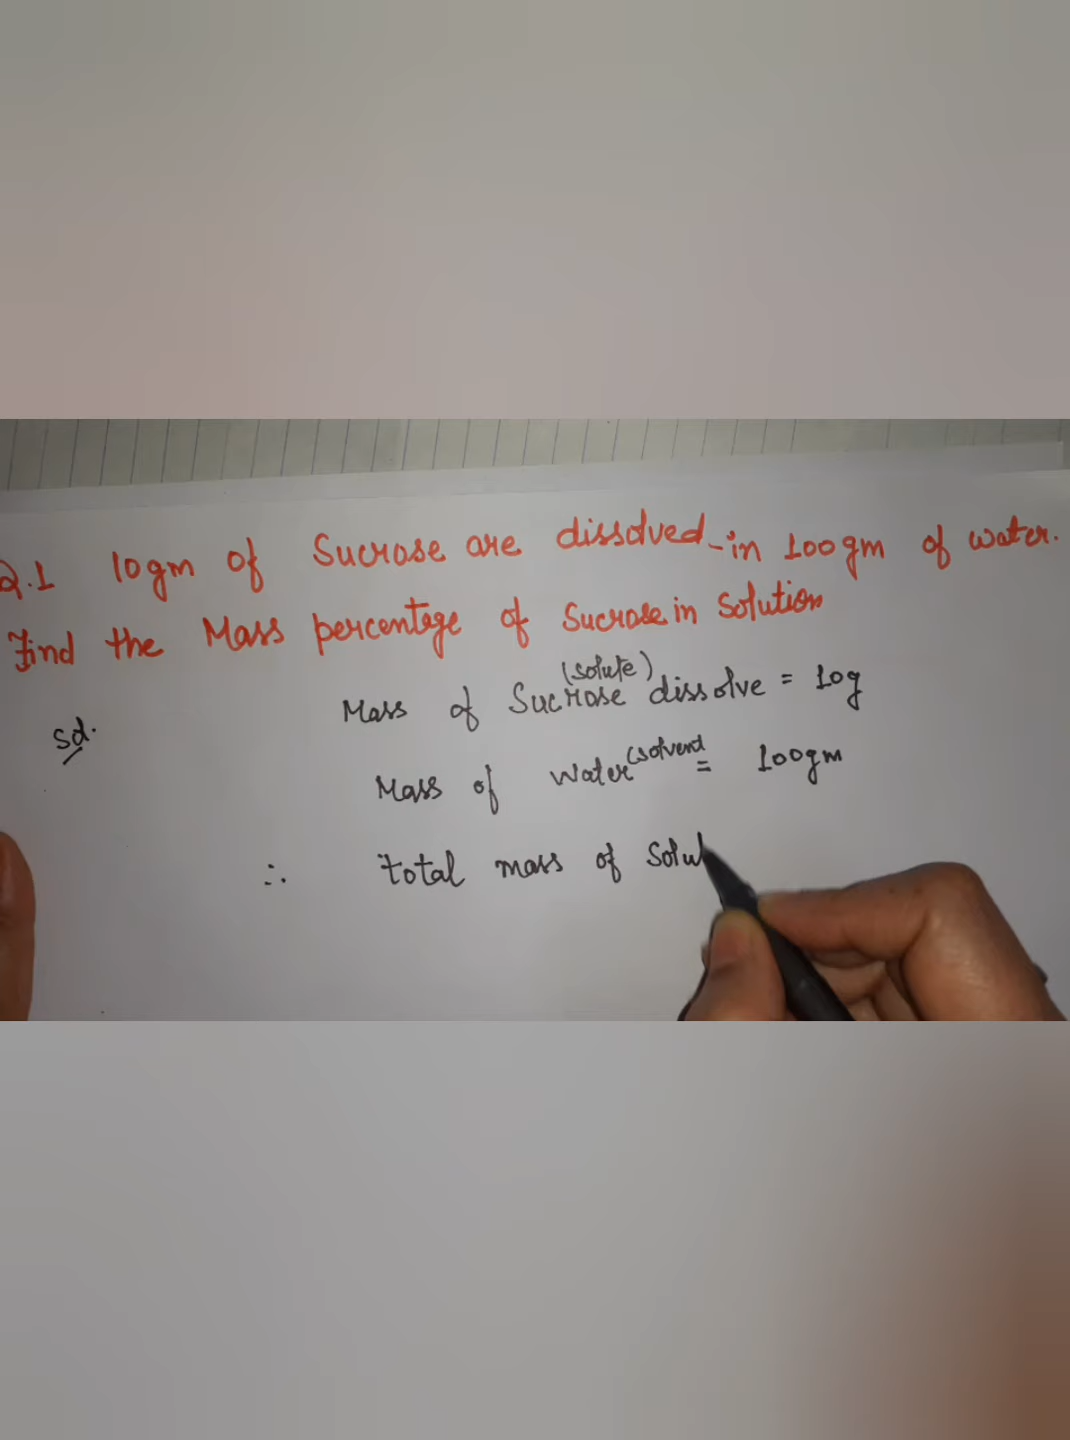 Q.1 10gm of Sucrose are dissolved in 100gm of water.
Find the Mass percentage of Sucrose in Solution
Sol. Mass of Sucrose (Solute) dissolve = 10g
Mass of Water (Solvent = 100gm
∴ total mass of Solut